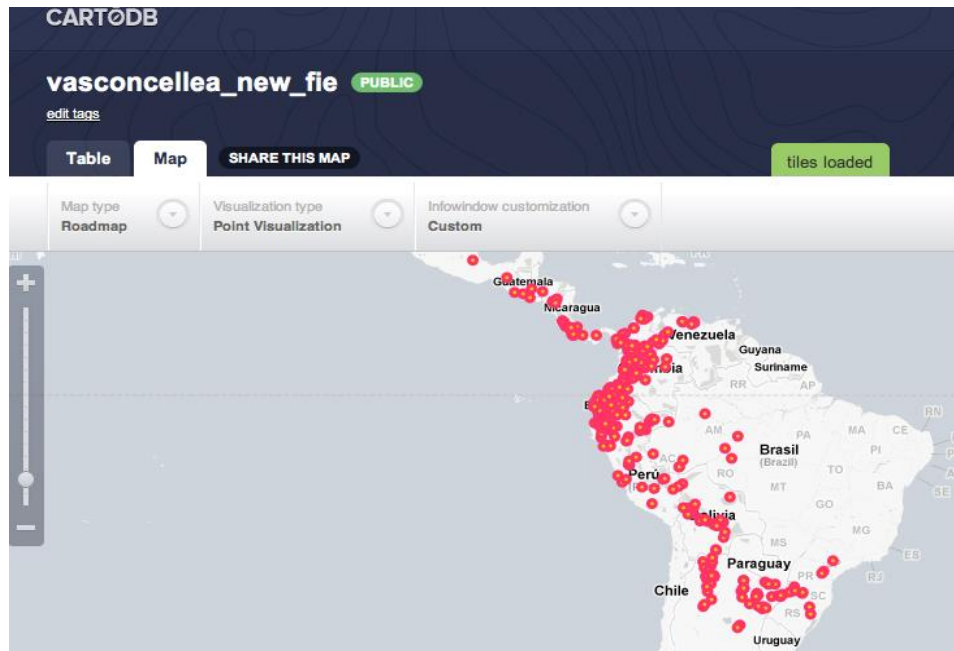 CARTODB
vasconcellea_new_fie PUBLIC
edit tags
Table Map SHARE THIS MAP
tiles loaded
Map type
Roadmap
Visualization type
Point Visualization
Infowindow customization
Custom
Guatemala
Nicaragua
Venezuela
Guyana
Suriname
RR
AP
RN
AM
PA
MA
CE
Brasil
(Brazil)
PI
TO
AC
RO
Perú
MT
BA
SE
GO
MG
MS
ES
Paraguay
PR
RJ
Chile
SC
RS
Uruguay